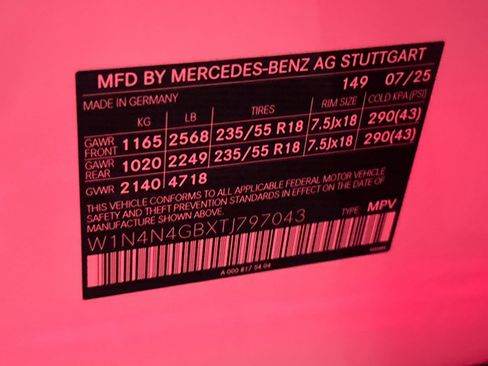 MFD BY MERCEDES-BENZ AG STUTTGART
149 07/25
MADE IN GERMANY
KG LB TIRES RIM SIZE COLD KPA(PSI)
GAWR FRONT 1165 2568 235/55 R18 7.5Jx18 290(43)
GAWR REAR 1020 2249 235/55 R18 7.5Jx18 290(43)
GVWR 2140 4718
THIS VEHICLE CONFORMS TO ALL APPLICABLE FEDERAL MOTOR VEHICLE
SAFETY AND THEFT PREVENTION STANDARDS IN EFFECT ON THE DATE OF
MANUFACTURE SHOWN ABOVE.
W1N4N4GBXTJ797043 TYPE: MPV
A 000 817 54 04